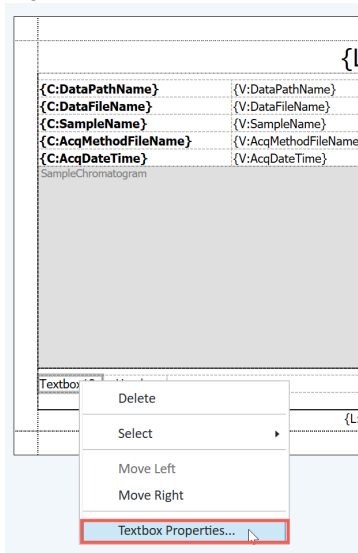 {L
{C:DataPathName} {V:DataPathName}
{C:DataFileName} {V:DataFileName}
{C:SampleName} {V:SampleName}
{C:AcqMethodFileName} {V:AcqMethodFileName
{C:AcqDateTime} {V:AcqDateTime}
SampleChromatogram
Textbox
Delete
{L:
Select
Move Left
Move Right
Textbox Properties...